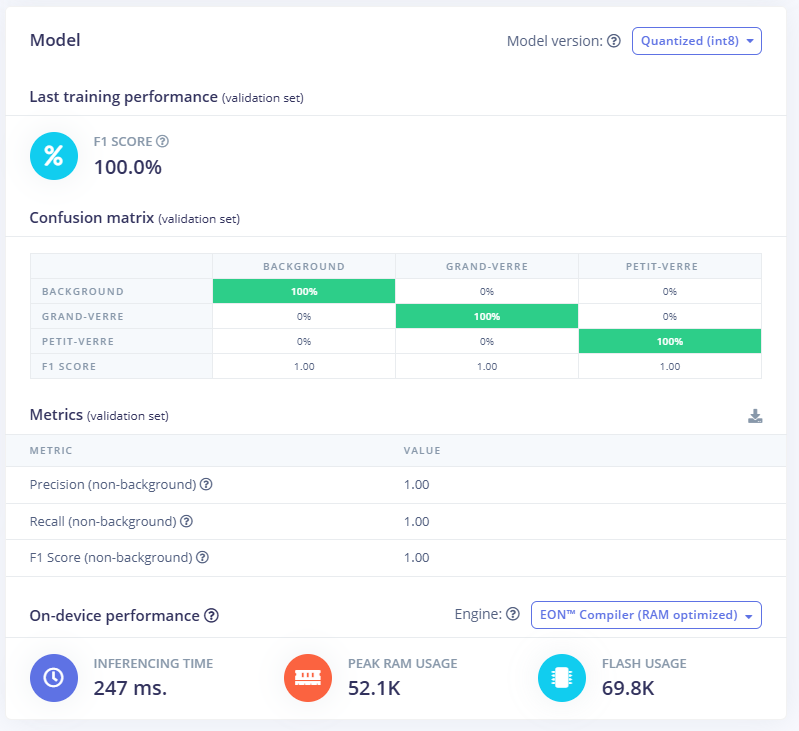 Model
Model version: Quantized (int8)
Last training performance (validation set)
%
F1 SCORE
100.0%
Confusion matrix (validation set)
BACKGROUND GRAND-VERRE PETIT-VERRE
BACKGROUND 100% 0% 0%
GRAND-VERRE 0% 100% 0%
PETIT-VERRE 0% 0% 100%
F1 SCORE 1.00 1.00 1.00
Metrics (validation set)
METRIC VALUE
Precision (non-background) 1.00
Recall (non-background) 1.00
F1 Score (non-background) 1.00
On-device performance Engine: EON™ Compiler (RAM optimized)
INFERENCING TIME PEAK RAM USAGE FLASH USAGE
247 ms. 52.1K 69.8K